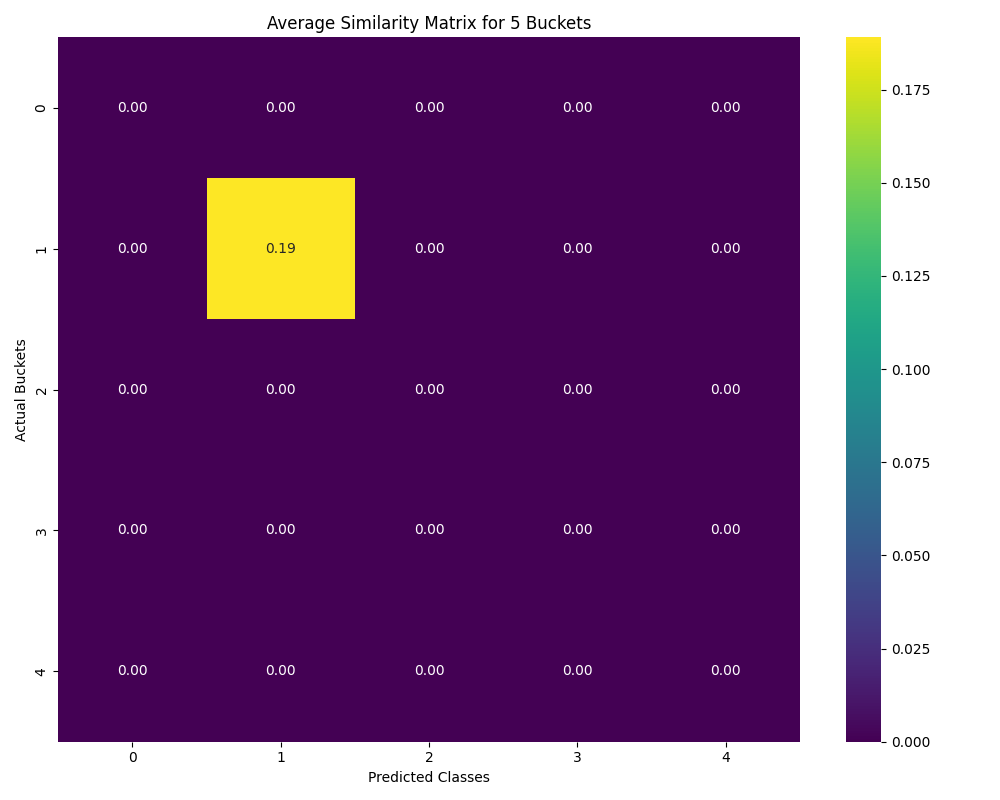 Average Similarity Matrix for 5 Buckets
0 0.00 0.00 0.00 0.00 0.00
1 0.00 0.19 0.00 0.00 0.00
2 0.00 0.00 0.00 0.00 0.00
3 0.00 0.00 0.00 0.00 0.00
4 0.00 0.00 0.00 0.00 0.00
Actual Buckets
0 1 2 3 4
Predicted Classes
0.175
0.150
0.125
0.100
0.075
0.050
0.025
0.000